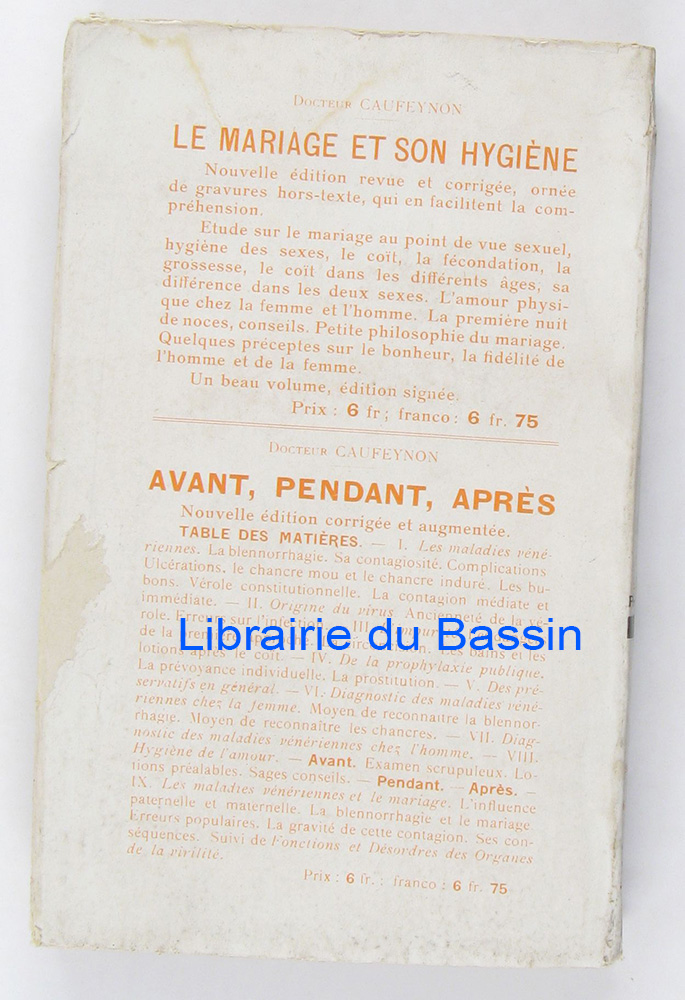 Docteur CAUFEYNON
LE MARIAGE ET SON HYGIÈNE
Nouvelle édition revue et corrigée, ornée
de gravures hors-texte, qui en facilitent la com-
préhension.
Etude sur le mariage au point de vue sexuel,
hygiène des sexes, le coït, la fécondation, la
grossesse, le coït dans les différents âges, sa
différence dans les deux sexes. L'amour physi-
que chez la femme et l'homme. La première nuit
de noces, conseils. Petite philosophie du mariage.
Quelques préceptes sur le bonheur, la fidélité de
l'homme et de la femme.
Un beau volume, édition signée.
Prix : 6 fr ; franco : 6 fr. 75
Docteur CAUFEYNON
AVANT, PENDANT, APRÈS
Nouvelle édition corrigée et augmentée.
TABLE DES MATIÈRES. — I. Les maladies véné-
riennes. La blennorrhagie. Sa contagiosité. Complications
Ulcérations, le chancre mou et le chancre induré. Les bu-
bons. Vérole constitutionnelle. La contagion médiate et
immédiate. — II. Origine du virus. Ancienneté de la vé-
role. Erreurs sur l'infection. — III.
Librairie du Bassin
de la première Les bains et les
lotions après le coït. — IV. De la prophylaxie publique.
La prévoyance individuelle. La prostitution. — V. Des pré-
servatifs en général. — VI. Diagnostic des maladies véné-
riennes chez la femme. Moyen de reconnaître la blennor-
rhagie. Moyen de reconnaître les chancres. — VII. Diag-
nostic des maladies vénériennes chez l'homme. — VIII.
Hygiène de l'amour. — Avant. Examen scrupuleux. Lo-
tions préalables. Sages conseils. — Pendant. — Après. —
IX. Les maladies vénériennes et le mariage. L'influence
paternelle et maternelle. La blennorrhagie et le mariage
Erreurs populaires. La gravité de cette contagion. Ses con-
séquences. Suivi de Fonctions et Désordres des Organes
de la virilité.
Prix : 6 fr. ; franco : 6 fr. 75